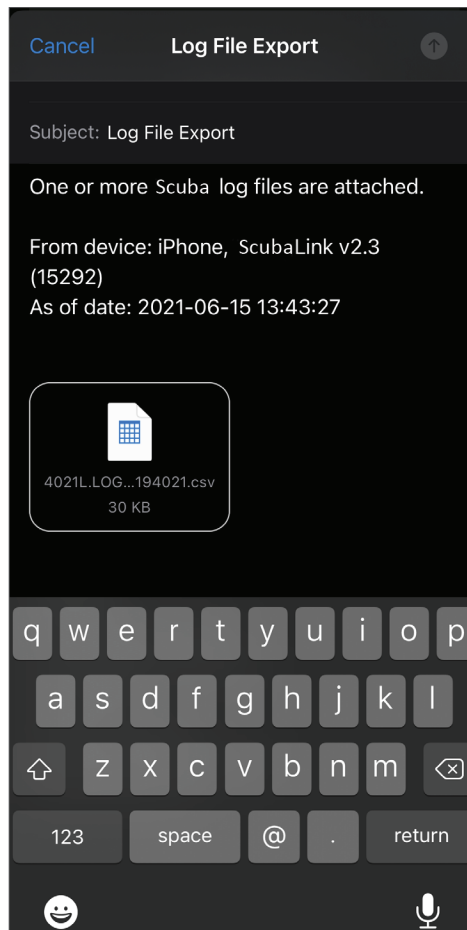 Cancel Log File Export
Subject: Log File Export
One or more Scuba log files are attached.
From device: iPhone, ScubaLink v2.3
(15292)
As of date: 2021-06-15 13:43:27
4021L.LOG...194021.csv
30 KB
q w e r t y u i o p
a s d f g h j k l
z x c v b n m
123 space @ . return